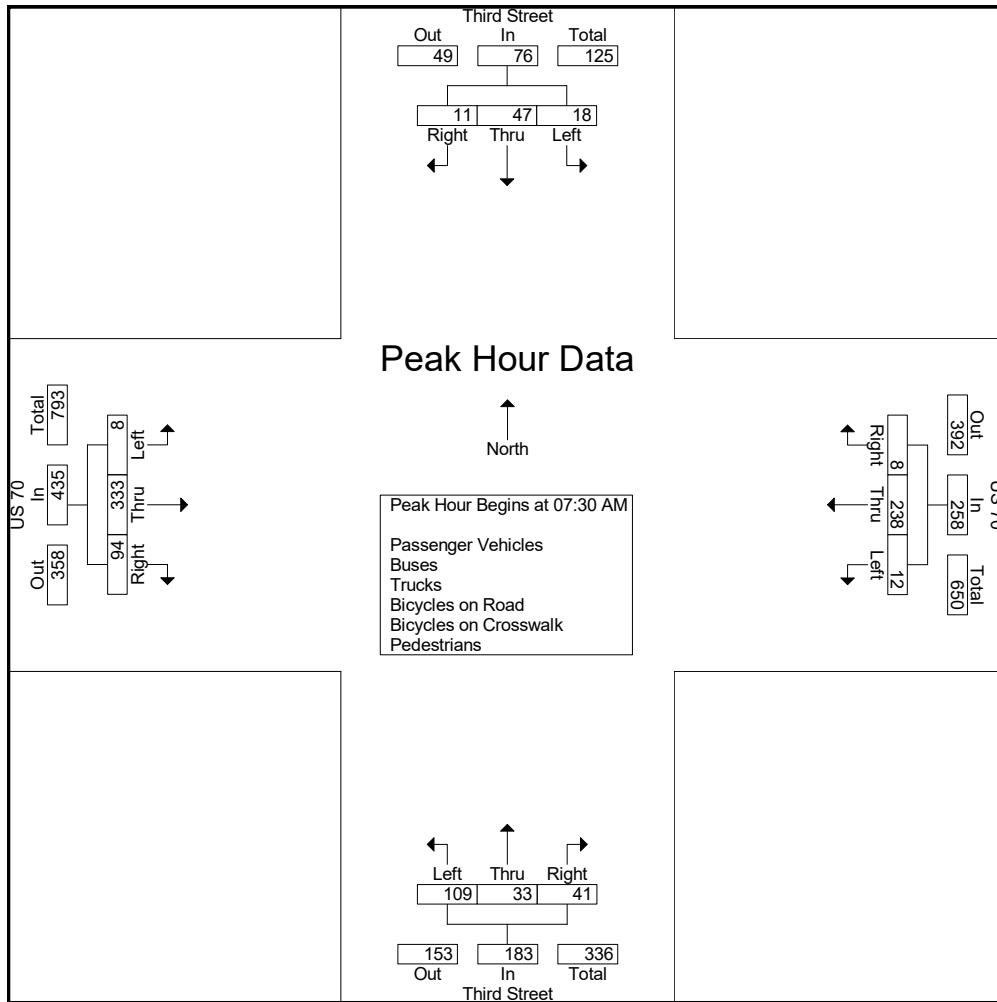 Third Street
Out In Total
49 76 125
11 47 18
Right Thru Left
Peak Hour Data
North
Peak Hour Begins at 07:30 AM
Passenger Vehicles
Buses
Trucks
Bicycles on Road
Bicycles on Crosswalk
Pedestrians
US 70
Out In Total
358 435 793
94 333 8
Right Thru Left
US 70
Out In Total
392 258 650
8 238 12
Right Thru Left
Left Thru Right
109 33 41
153 183 336
Out In Total
Third Street